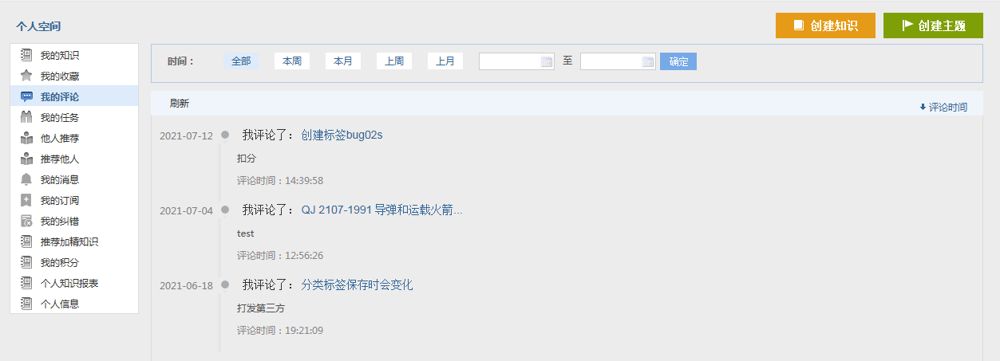 个人空间
创建知识
创建主题
我的知识
我的收藏
我的评论
我的任务
他人推荐
推荐他人
我的消息
我的订阅
我的纠错
推荐加精知识
我的积分
个人知识报表
个人信息
时间： 全部 本周 本月 上周 上月 至 确定
刷新
评论时间
2021-07-12 我评论了： 创建标签bug02s
扣分
评论时间：14:39:58
2021-07-04 我评论了： QJ 2107-1991 导弹和运载火箭...
test
评论时间：12:56:26
2021-06-18 我评论了： 分类标签保存时会变化
打发第三方
评论时间：19:21:09